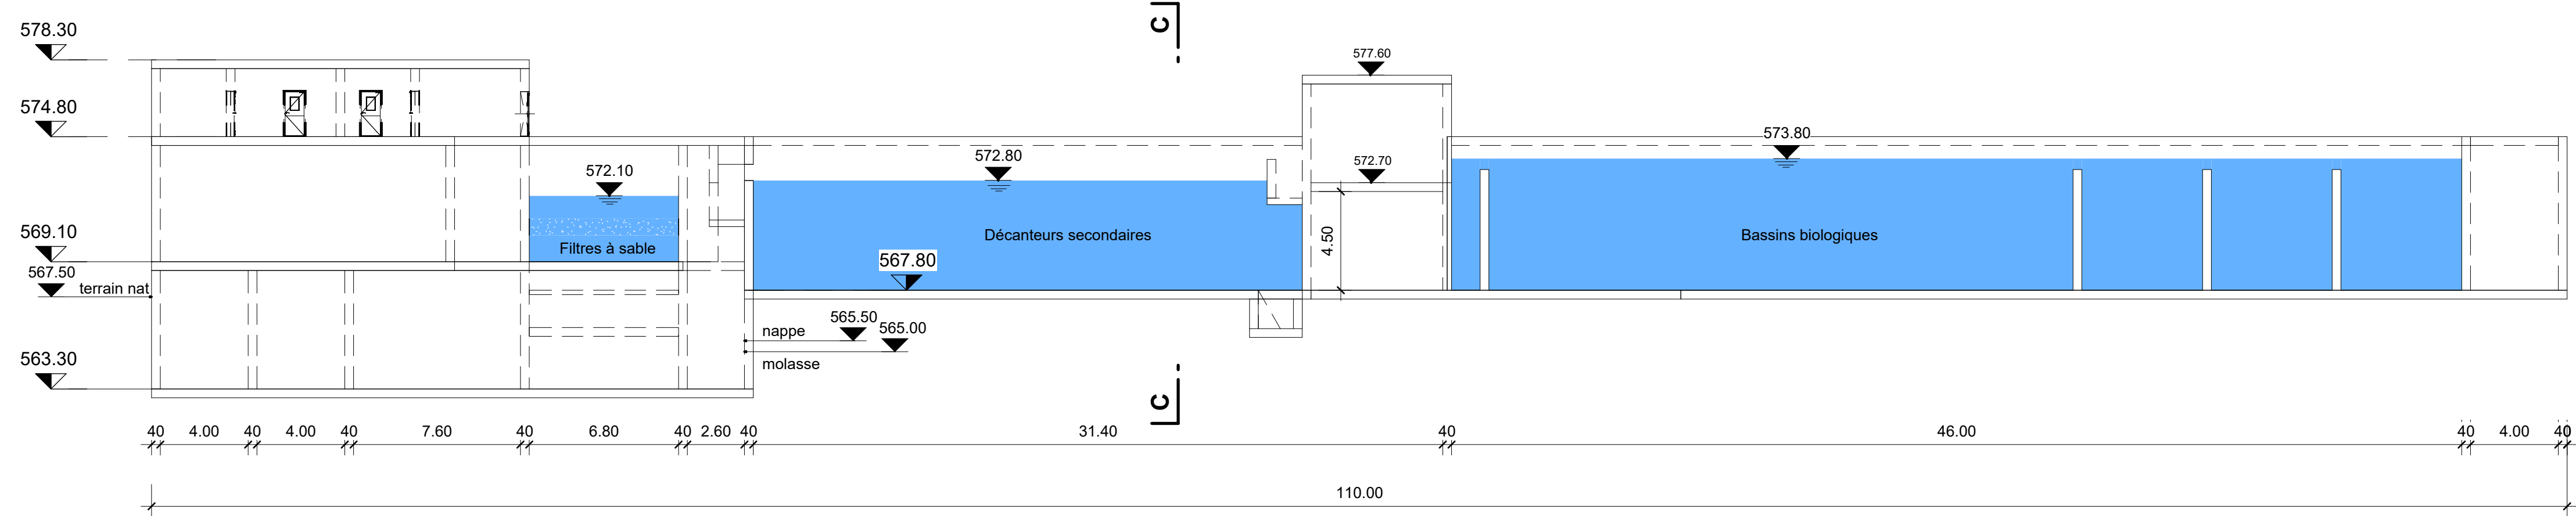 C
578.30
577.60
574.80
573.80
572.80
572.70
572.10
569.10
Filtres à sable
Décanteurs secondaires
Bassins biologiques
4.50
567.80
567.50
terrain nat
565.50
565.00
nappe
molasse
563.30
C
40 4.00 40 4.00 40 7.60 40 6.80 40 2.60 40 31.40 40 46.00 40 4.00 40
110.00